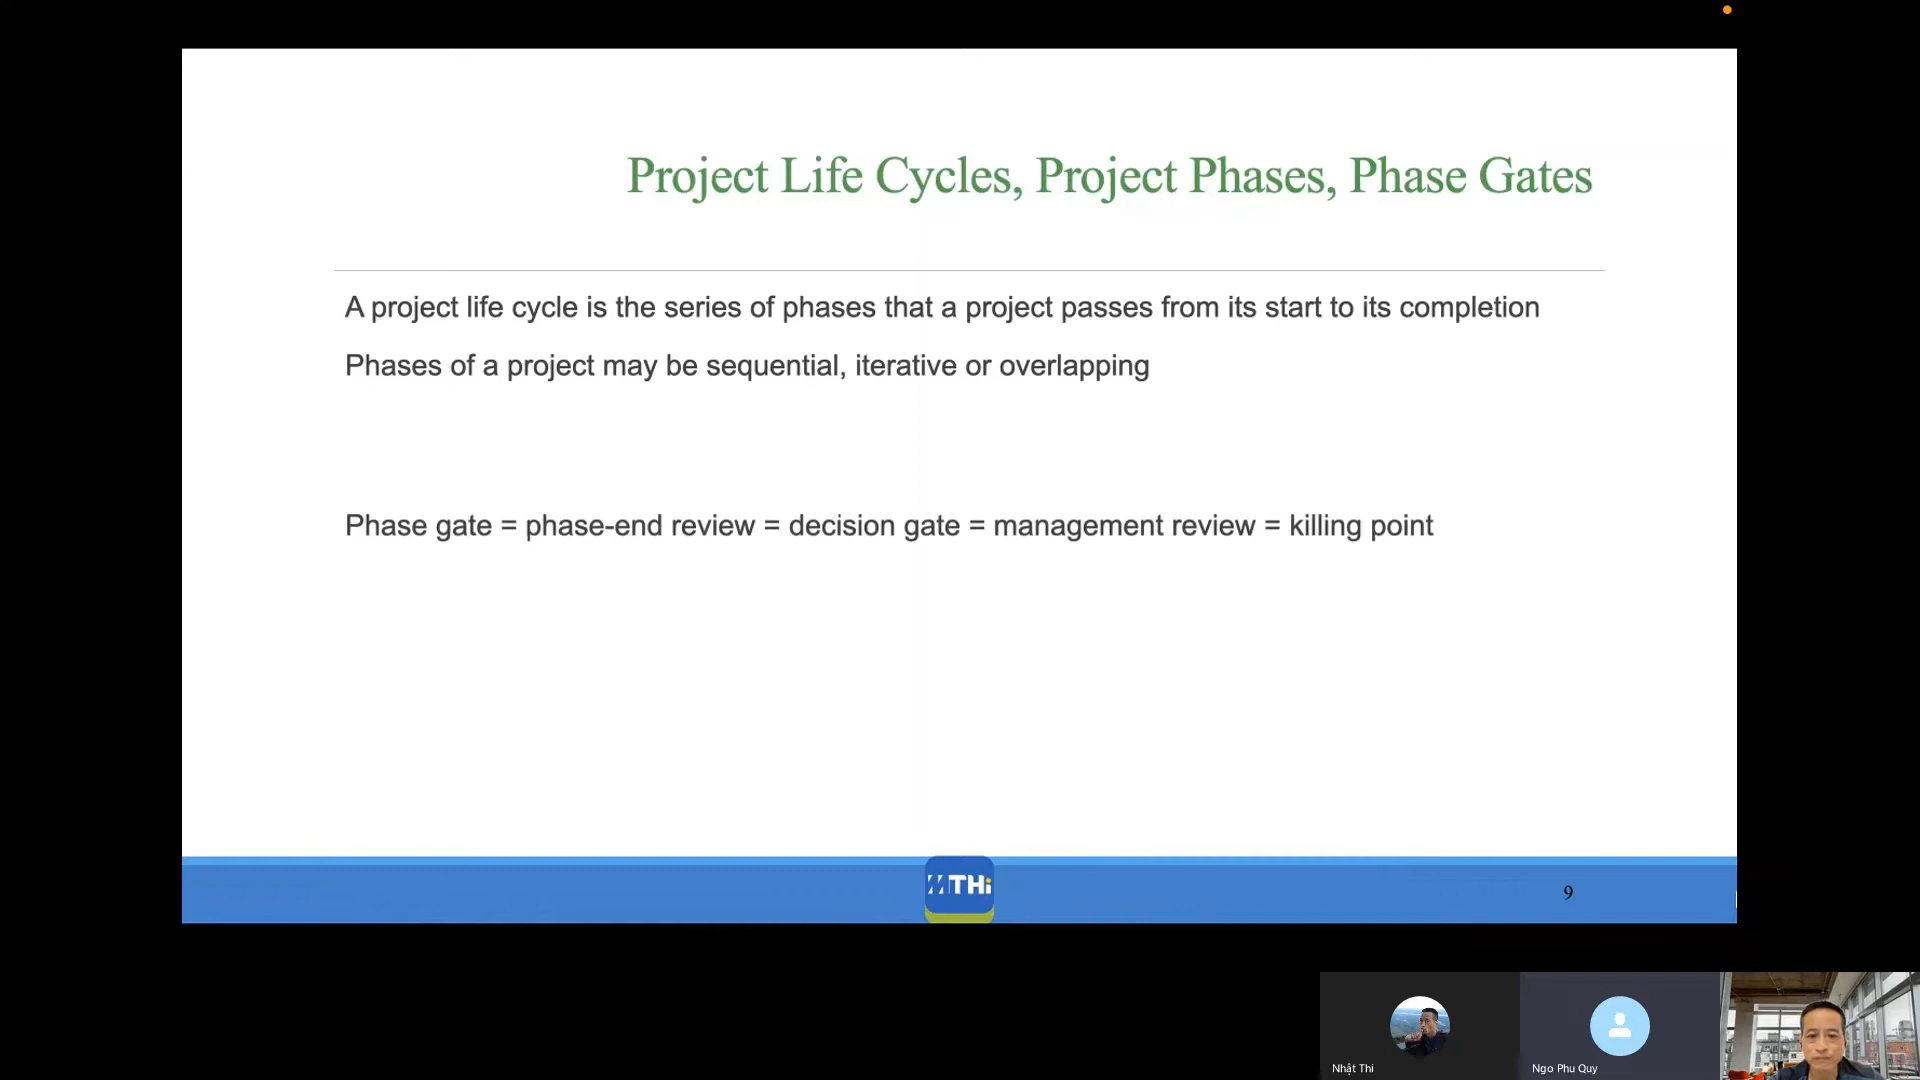 Project Life Cycles, Project Phases, Phase Gates
A project life cycle is the series of phases that a project passes from its start to its completion
Phases of a project may be sequential, iterative or overlapping
Phase gate = phase-end review = decision gate = management review = killing point
MTHi
9
Nhật Thi
Ngo Phu Quy